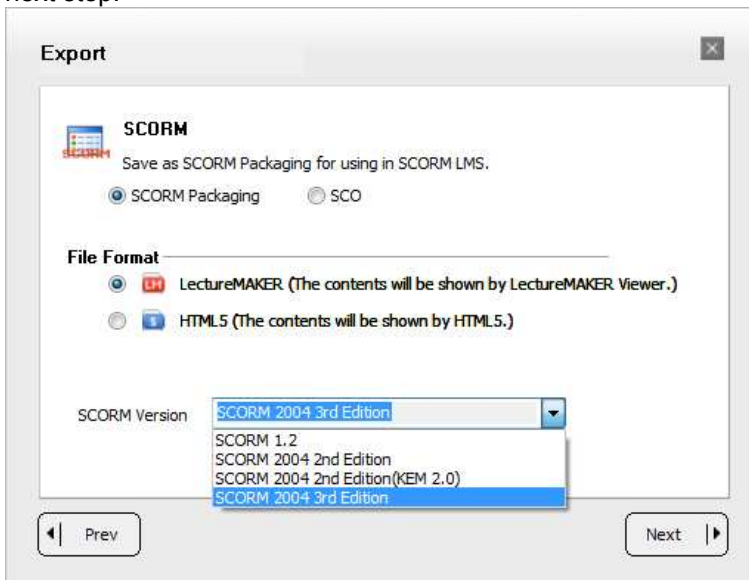 next step.
Export
SCORM
SCORM
Save as SCORM Packaging for using in SCORM LMS.
SCORM Packaging SCO
File Format
LM LectureMAKER (The contents will be shown by LectureMAKER Viewer.)
5 HTML5 (The contents will be shown by HTML5.)
SCORM Version SCORM 2004 3rd Edition
SCORM 1.2
SCORM 2004 2nd Edition
SCORM 2004 2nd Edition(KEM 2.0)
SCORM 2004 3rd Edition
Prev Next